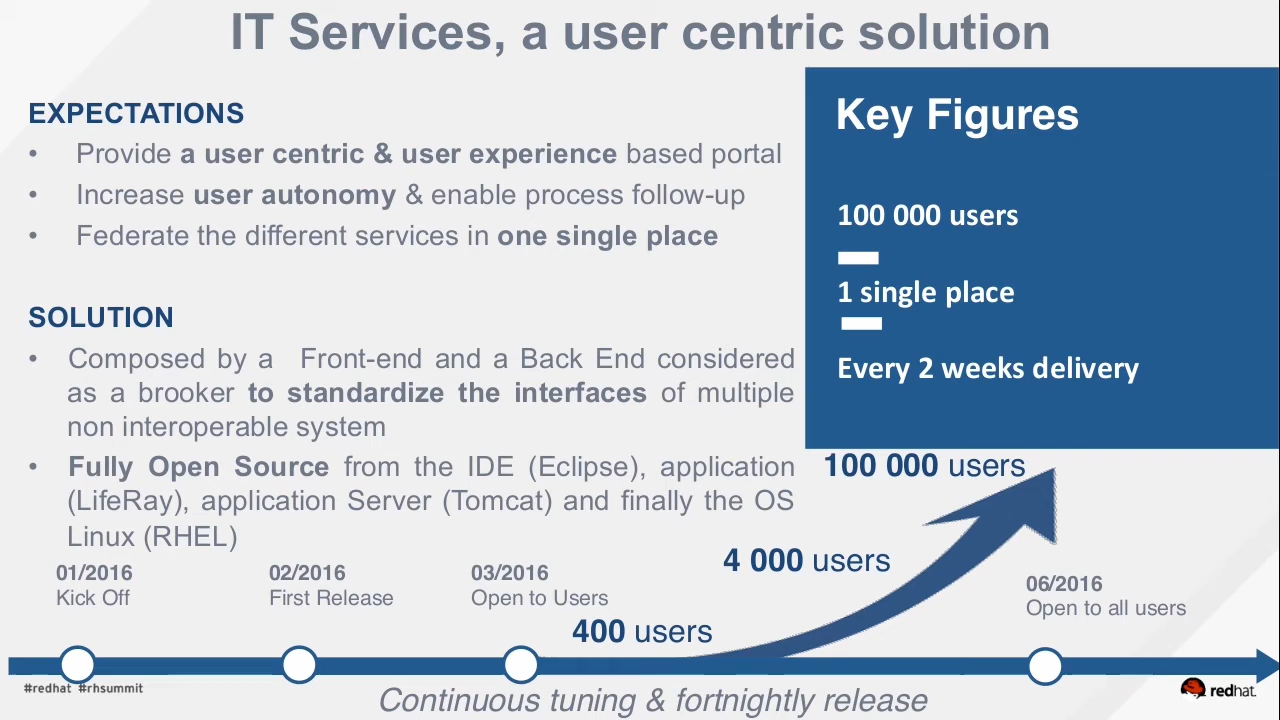 IT Services, a user centric solution
EXPECTATIONS
• Provide a user centric & user experience based portal
• Increase user autonomy & enable process follow-up
• Federate the different services in one single place
SOLUTION
• Composed by a Front-end and a Back End considered
as a brooker to standardize the interfaces of multiple
non interoperable system
• Fully Open Source from the IDE (Eclipse), application
(LifeRay), application Server (Tomcat) and finally the OS
Linux (RHEL)
Key Figures
100 000 users
1 single place
Every 2 weeks delivery
100 000 users
4 000 users
400 users
01/2016
Kick Off
02/2016
First Release
03/2016
Open to Users
06/2016
Open to all users
#redhat #rhsummit
Continuous tuning & fortnightly release
redhat.